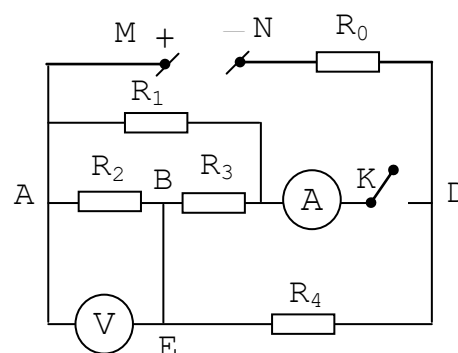 M + − N R₀
R₁
R₂ B R₃ K
A A D
R₄
V
E